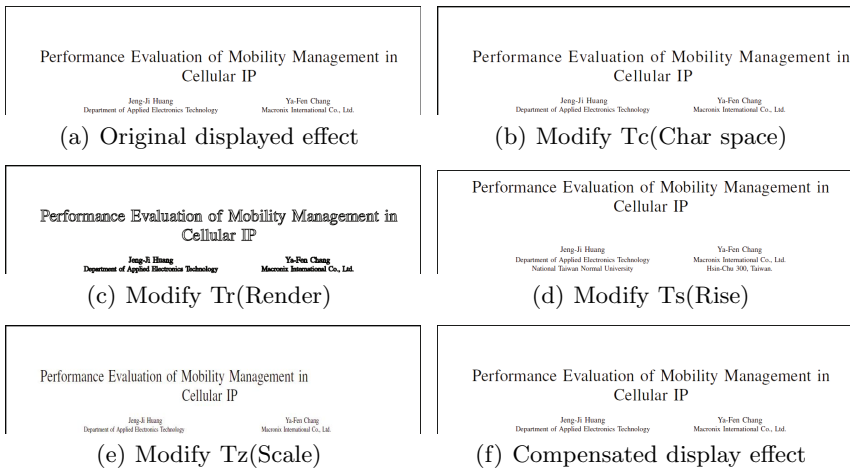 Performance Evaluation of Mobility Management in
Cellular IP
Jeng-Ji Huang Ya-Fen Chang
Department of Applied Electronics Technology Macronix International Co., Ltd.
(a) Original displayed effect
Performance Evaluation of Mobility Management in
Cellular IP
Jeng-Ji Huang Ya-Fen Chang
Department of Applied Electronics Technology Macronix International Co., Ltd.
(b) Modify Tc(Char space)
Performance Evaluation of Mobility Management in
Cellular IP
Jeng-Ji Huang Ya-Fen Chang
Department of Applied Electronics Technology Macronix International Co., Ltd.
(c) Modify Tr(Render)
Performance Evaluation of Mobility Management in
Cellular IP
Jeng-Ji Huang Ya-Fen Chang
Department of Applied Electronics Technology Macronix International Co., Ltd.
National Taiwan Normal University Hsin-Chu 300, Taiwan.
(d) Modify Ts(Rise)
Performance Evaluation of Mobility Management in
Cellular IP
Jeng-Ji Huang Ya-Fen Chang
Department of Applied Electronics Technology Macronix International Co., Ltd.
(e) Modify Tz(Scale)
Performance Evaluation of Mobility Management in
Cellular IP
Jeng-Ji Huang Ya-Fen Chang
Department of Applied Electronics Technology Macronix International Co., Ltd.
(f) Compensated display effect